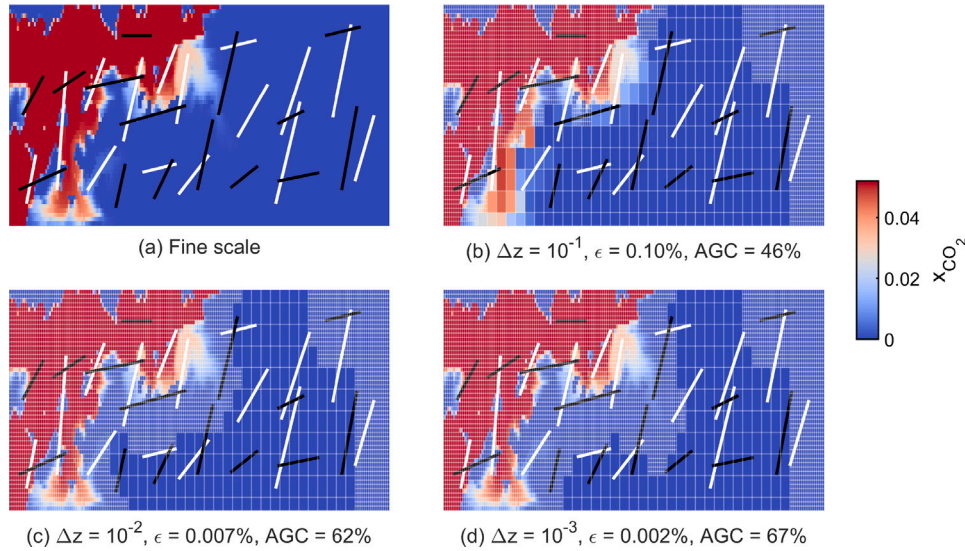 (a) Fine scale
(b) Δz = 10⁻¹, ϵ = 0.10%, AGC = 46%
0.04
0.02
0
x_CO₂
(c) Δz = 10⁻², ϵ = 0.007%, AGC = 62%
(d) Δz = 10⁻³, ϵ = 0.002%, AGC = 67%